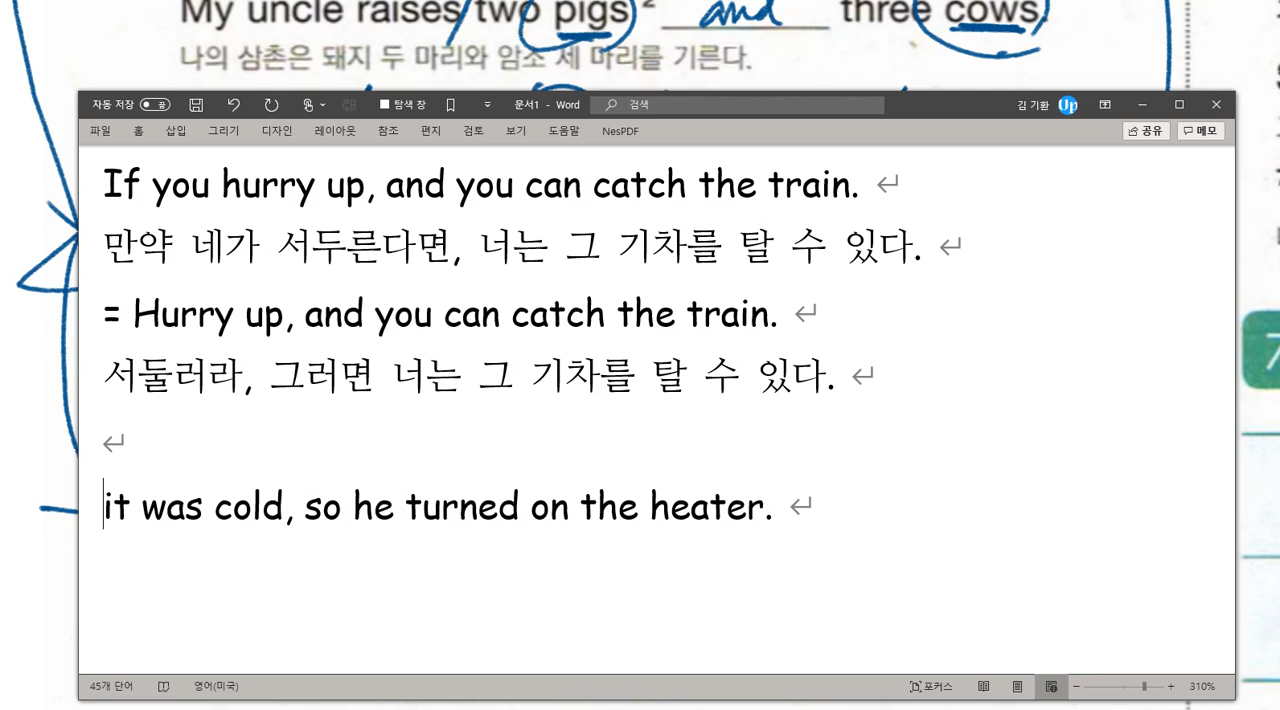 My uncle raises two pigs 2 and three cows.
나의 삼촌은 돼지 두 마리와 암소 세 마리를 기른다.
자동 저장 끔 탐색 창 문서1 - Word 검색 김 기환 Up
파일 홈 삽입 그리기 디자인 레이아웃 참조 편지 검토 보기 도움말 NesPDF 공유 메모
If you hurry up, and you can catch the train.
만약 네가 서두른다면, 너는 그 기차를 탈 수 있다.
= Hurry up, and you can catch the train.
서둘러라, 그러면 너는 그 기차를 탈 수 있다.
it was cold, so he turned on the heater.
7
45개 단어 영어(미국) 포커스 310%